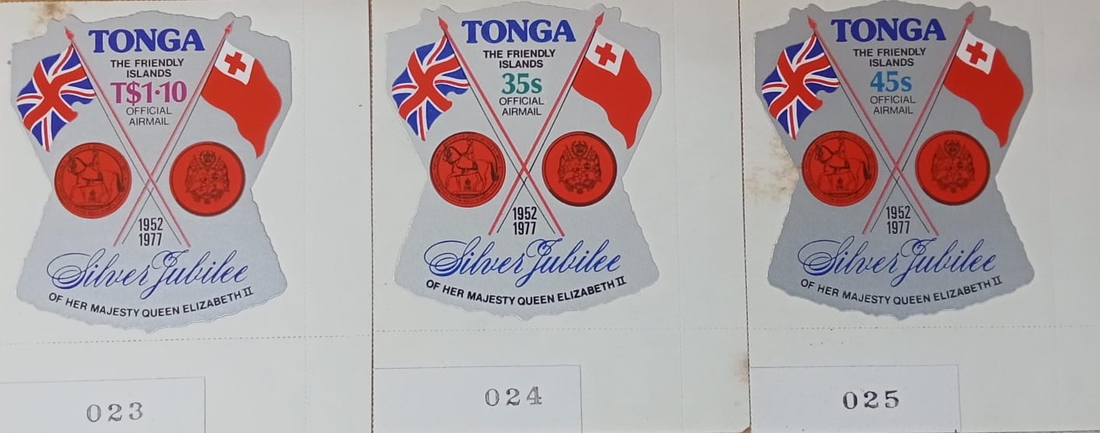 TONGA
THE FRIENDLY
ISLANDS
T$1·10
OFFICIAL
AIRMAIL
1952
1977
Silver Jubilee
OF HER MAJESTY QUEEN ELIZABETH II
023
TONGA
THE FRIENDLY
ISLANDS
35s
OFFICIAL
AIRMAIL
1952
1977
Silver Jubilee
OF HER MAJESTY QUEEN ELIZABETH II
024
TONGA
THE FRIENDLY
ISLANDS
45s
OFFICIAL
AIRMAIL
1952
1977
Silver Jubilee
OF HER MAJESTY QUEEN ELIZABETH II
025